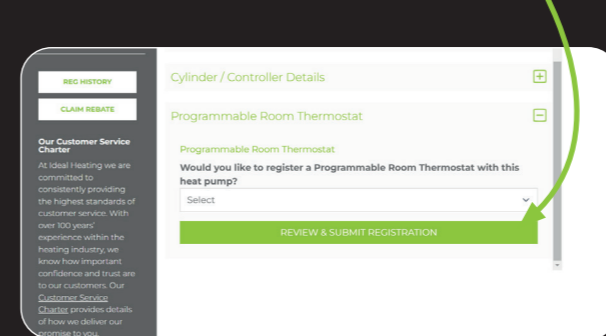 REG HISTORY
CLAIM REBATE
Our Customer Service
Charter
At Ideal Heating we are
committed to
consistently providing
the highest standards of
customer service. With
over 100 years'
experience within the
heating industry, we
know how important
confidence and trust are
to our customers. Our
Customer Service
Charter provides details
of how we deliver our
promise to you.
Cylinder / Controller Details
Programmable Room Thermostat
Programmable Room Thermostat
Would you like to register a Programmable Room Thermostat with this
heat pump?
Select
REVIEW & SUBMIT REGISTRATION